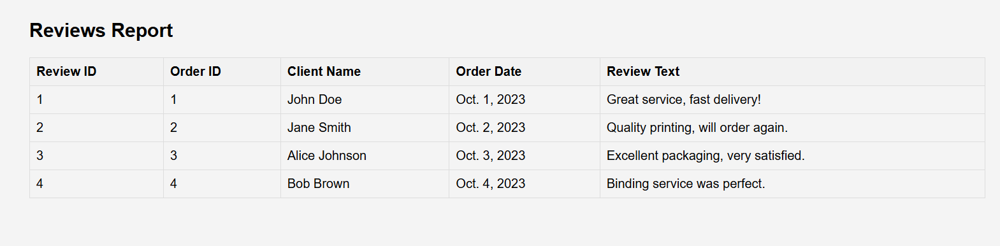 Reviews Report
Review ID Order ID Client Name Order Date Review Text
1 1 John Doe Oct. 1, 2023 Great service, fast delivery!
2 2 Jane Smith Oct. 2, 2023 Quality printing, will order again.
3 3 Alice Johnson Oct. 3, 2023 Excellent packaging, very satisfied.
4 4 Bob Brown Oct. 4, 2023 Binding service was perfect.